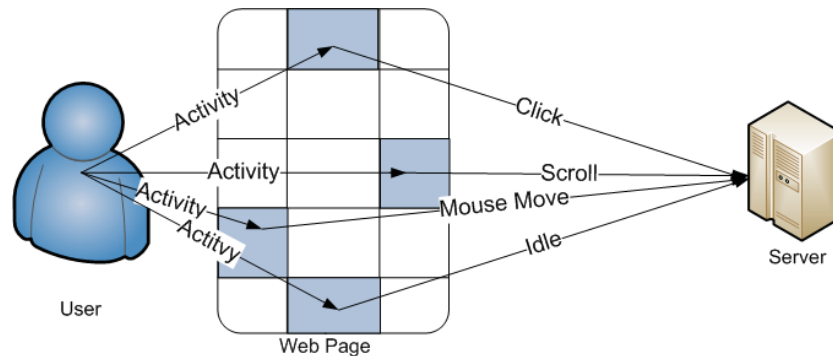 Activity
Click
Activity
Scroll
Activity
Mouse Move
Actitvy
Idle
User
Server
Web Page